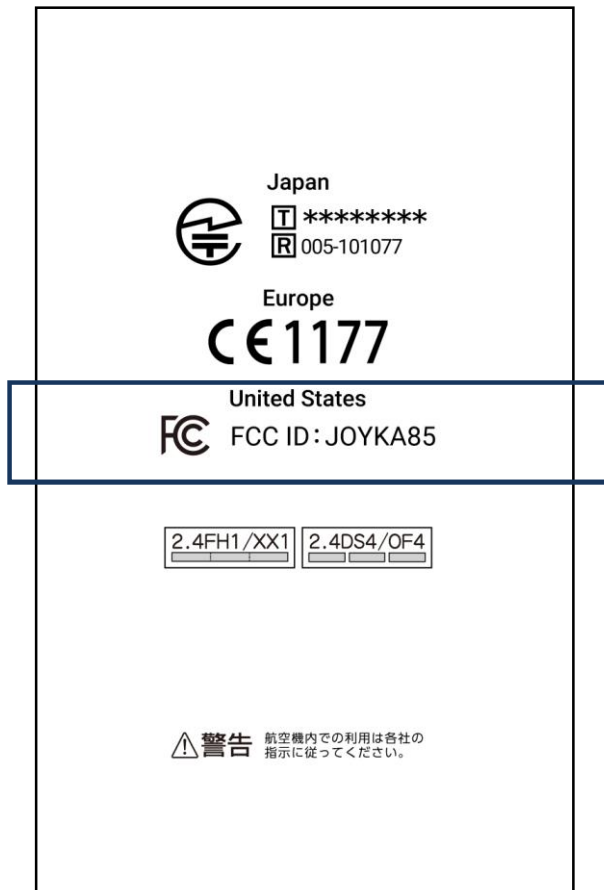 Japan
T ********
R 005-101077
Europe
CE1177
United States
FC FCC ID：JOYKA85
2.4FH1/XX1 2.4DS4/OF4
警告 航空機内での利用は各社の
指示に従ってください。